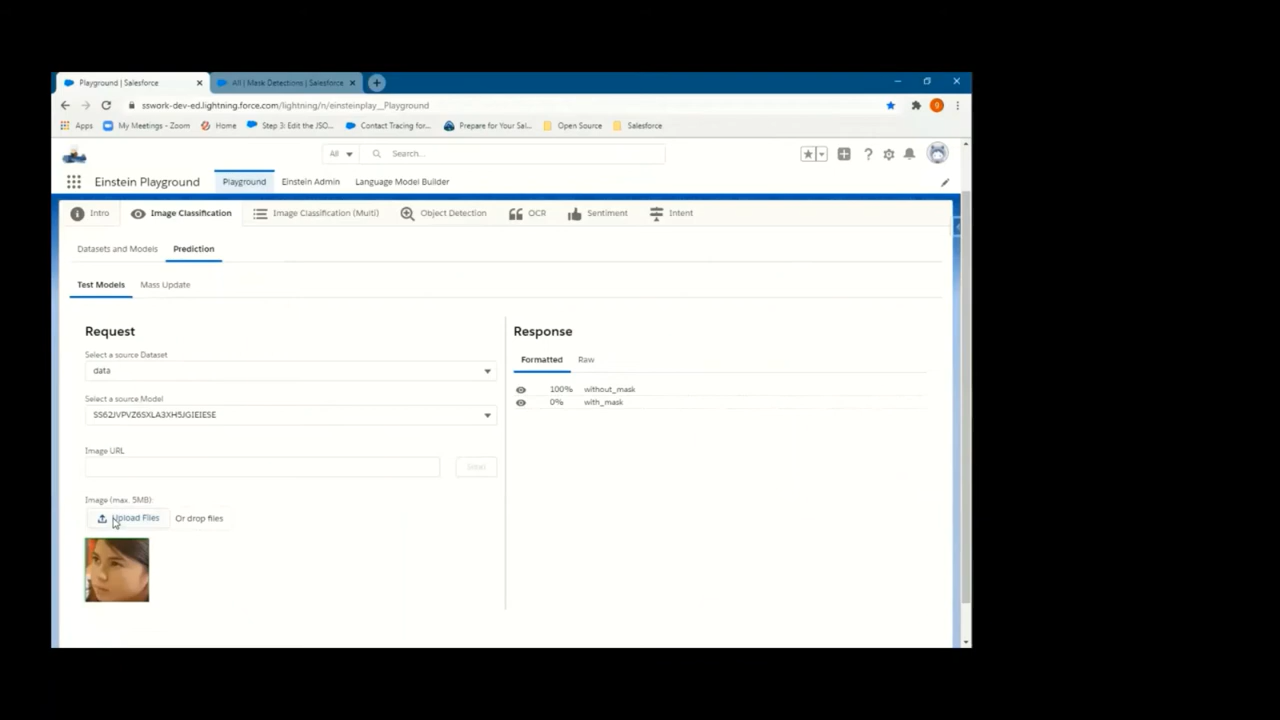 Playground | Salesforce
All | Mask Detections | Salesforce
sswork-dev-ed.lightning.force.com/lightning/n/einsteinplay__Playground
9
Apps My Meetings - Zoom Home Step 3: Edit the JSO... Contact Tracing for... Prepare for Your Sal... Open Source Salesforce
All Search...
Einstein Playground Playground Einstein Admin Language Model Builder
Intro Image Classification Image Classification (Multi) Object Detection OCR Sentiment Intent
Datasets and Models Prediction
Test Models Mass Update
Request
Select a source Dataset
data
Select a source Model
Image URL
Image (max. 5MB):
Upload Files Or drop files
Response
Formatted Raw
100% without_mask
0% with_mask